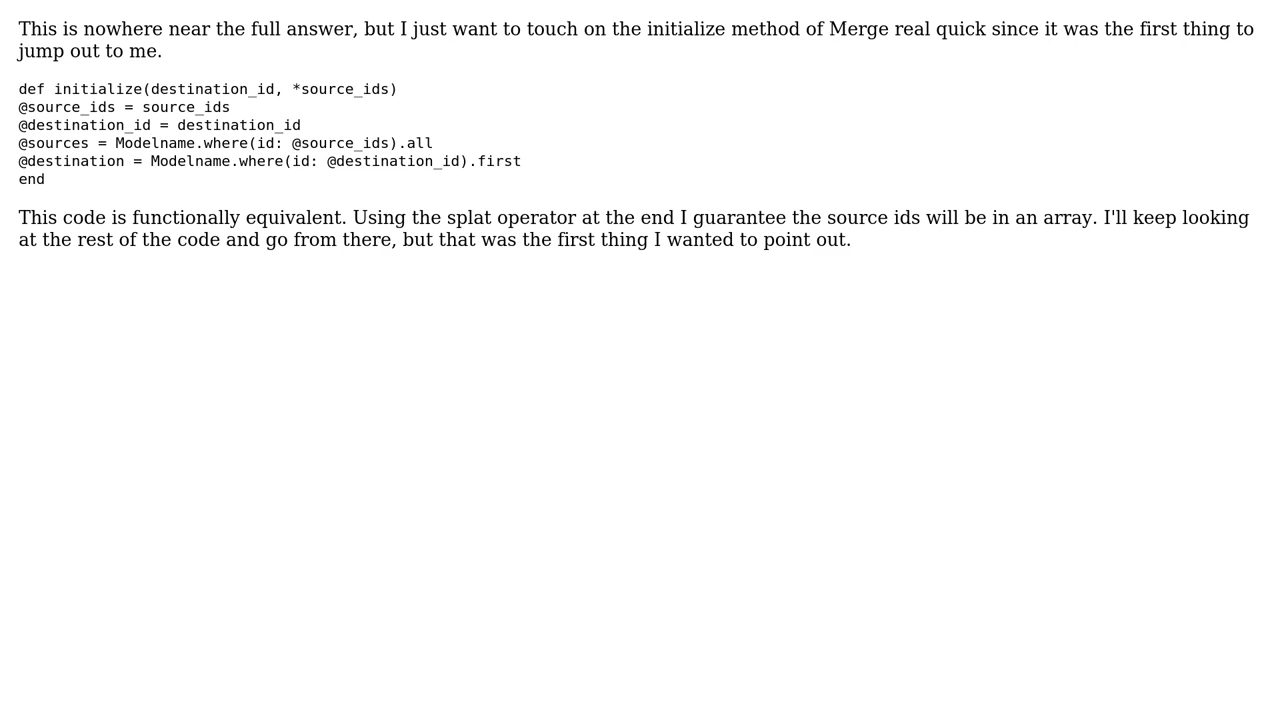 This is nowhere near the full answer, but I just want to touch on the initialize method of Merge real quick since it was the first thing to
jump out to me.
def initialize(destination_id, *source_ids)
@source_ids = source_ids
@destination_id = destination_id
@sources = Modelname.where(id: @source_ids).all
@destination = Modelname.where(id: @destination_id).first
end
This code is functionally equivalent. Using the splat operator at the end I guarantee the source ids will be in an array. I'll keep looking
at the rest of the code and go from there, but that was the first thing I wanted to point out.